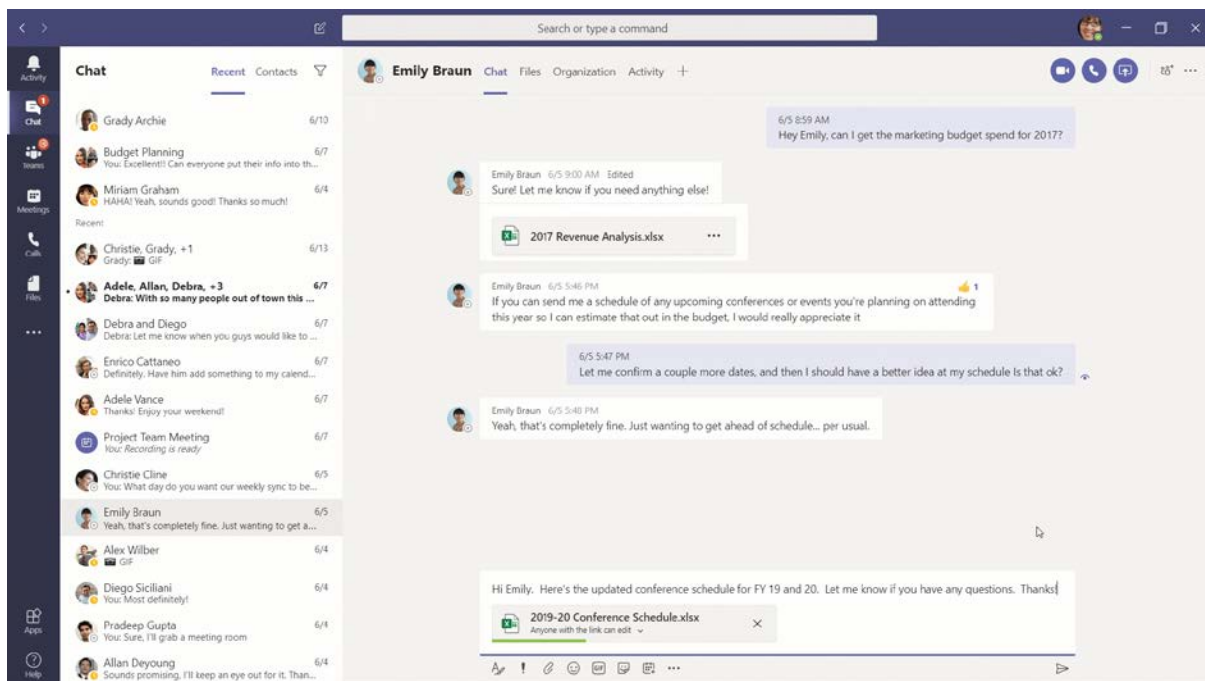 Search or type a command
Activity
Chat
Teams
Meetings
Calls
Files
Apps
Help
Chat
Recent Contacts
Grady Archie 6/10
Budget Planning 6/7
You: Excellent!! Can everyone put their info into th...
Miriam Graham 6/4
HAHA! Yeah, sounds good! Thanks so much!
Recent
Christie, Grady, +1 6/13
Grady: GIF
Adele, Allan, Debra, +3 6/7
Debra: With so many people out of town this ...
Debra and Diego 6/7
Debra: Let me know when you guys would like to ...
Enrico Cattaneo 6/7
Definitely. Have him add something to my calend...
Adele Vance 6/7
Thanks! Enjoy your weekend!
Project Team Meeting 6/7
You: Recording is ready
Christie Cline 6/5
You: What day do you want our weekly sync to be...
Emily Braun 6/5
Yeah, that's completely fine. Just wanting to get a...
Alex Wilber 6/4
GIF
Diego Siciliani 6/4
You: Most definitely!
Pradeep Gupta 6/4
You: Sure, I'll grab a meeting room
Allan Deyoung 6/4
Sounds promising, I'll keep an eye out for it. Than...
Emily Braun Chat Files Organization Activity
6/5 8:59 AM
Hey Emily, can I get the marketing budget spend for 2017?
Emily Braun 6/5 9:00 AM Edited
Sure! Let me know if you need anything else!
2017 Revenue Analysis.xlsx
Emily Braun 6/5 5:46 PM 1
If you can send me a schedule of any upcoming conferences or events you're planning on attending
this year so I can estimate that out in the budget, I would really appreciate it
6/5 5:47 PM
Let me confirm a couple more dates, and then I should have a better idea at my schedule Is that ok?
Emily Braun 6/5 5:48 PM
Yeah, that's completely fine. Just wanting to get ahead of schedule... per usual.
Hi Emily. Here's the updated conference schedule for FY 19 and 20. Let me know if you have any questions. Thanks!
2019-20 Conference Schedule.xlsx
Anyone with the link can edit
GIF